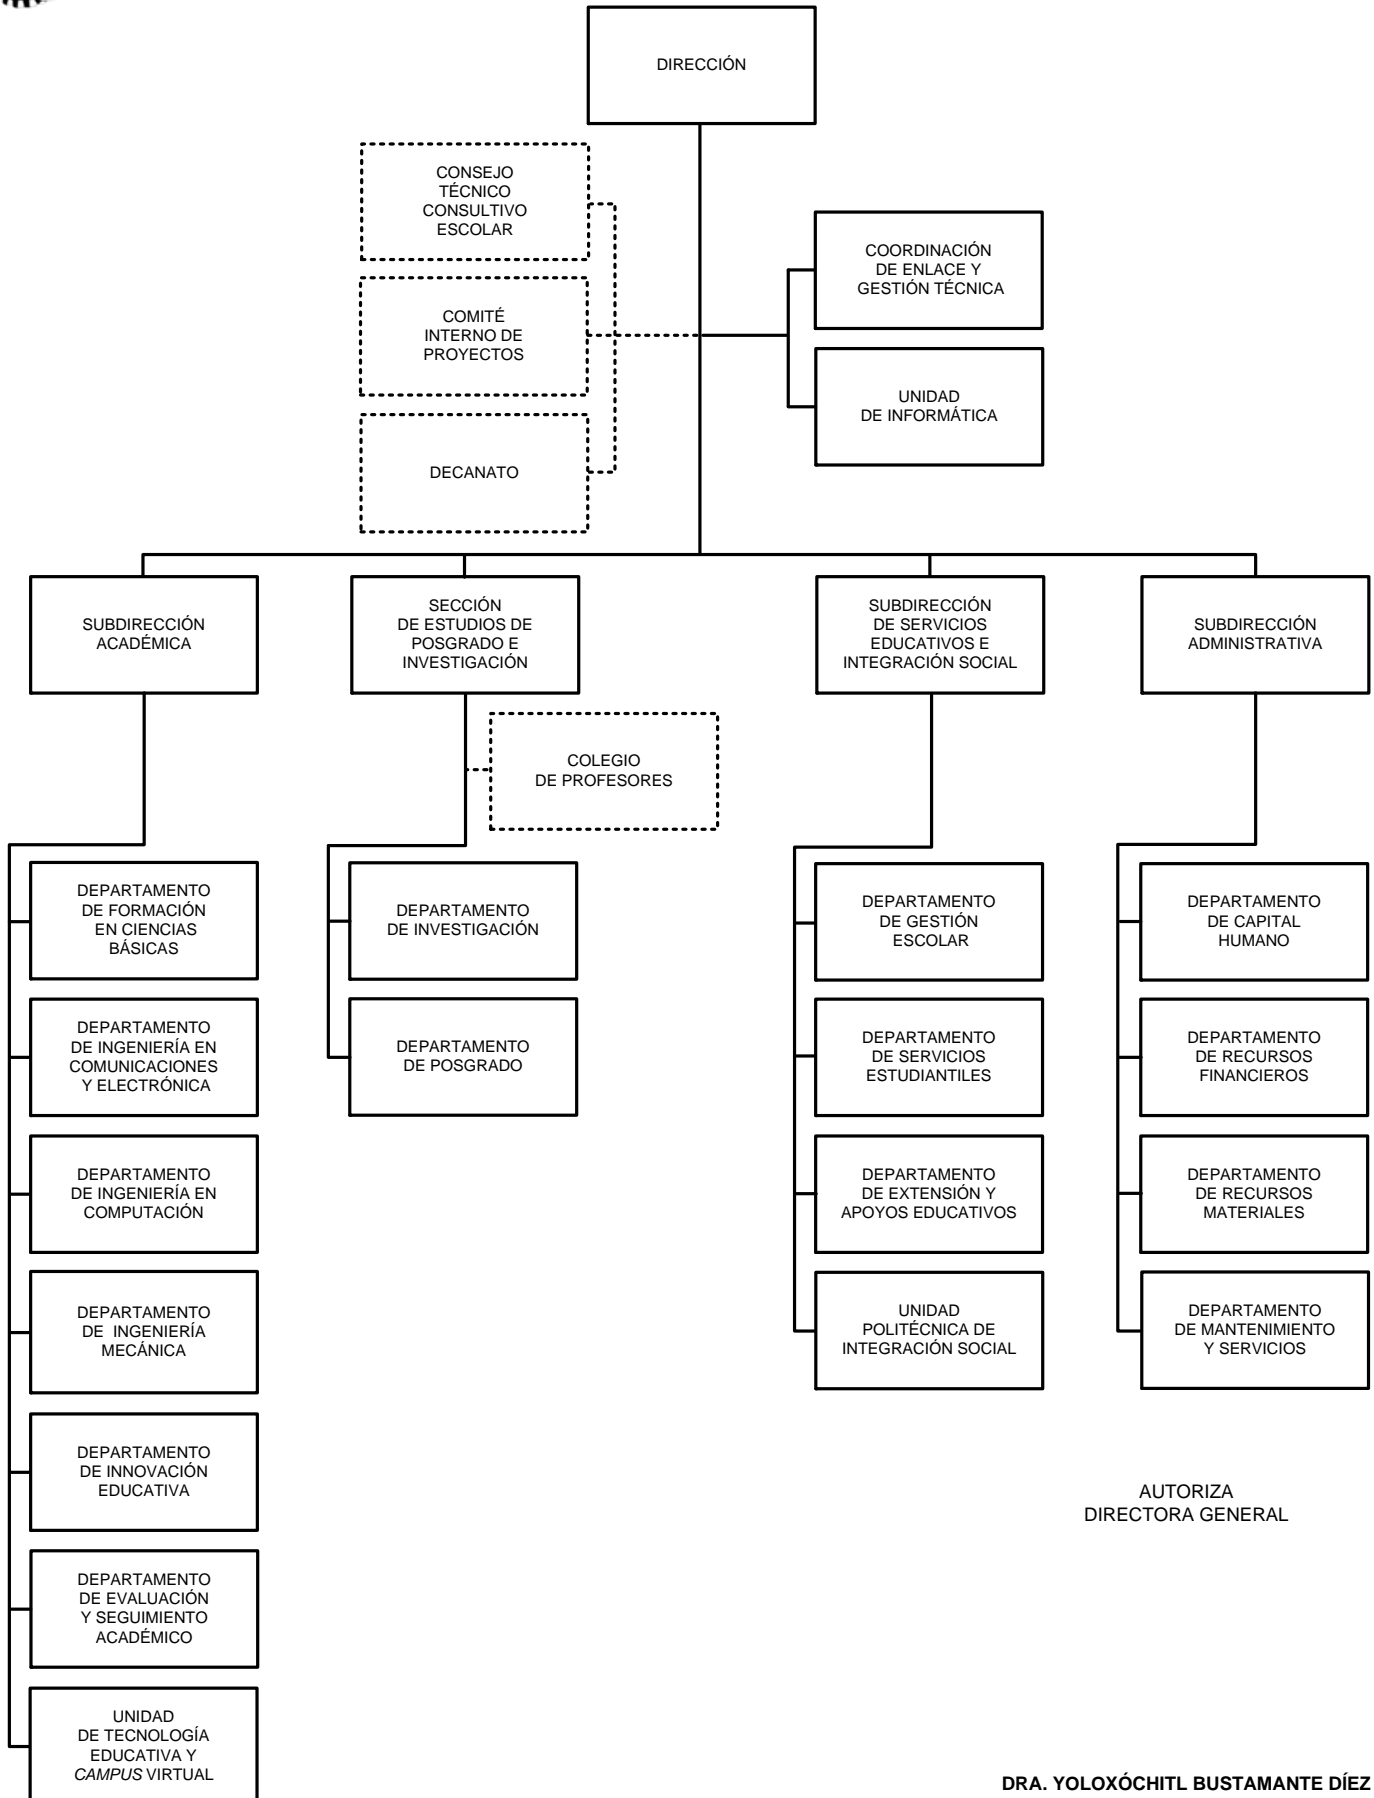 DIRECCIÓN
CONSEJO
TÉCNICO
CONSULTIVO
ESCOLAR
COORDINACIÓN
DE ENLACE Y
GESTIÓN TÉCNICA
COMITÉ
INTERNO DE
PROYECTOS
UNIDAD
DE INFORMÁTICA
DECANATO
SUBDIRECCIÓN
ACADÉMICA
SECCIÓN
DE ESTUDIOS DE
POSGRADO E
INVESTIGACIÓN
SUBDIRECCIÓN
DE SERVICIOS
EDUCATIVOS E
INTEGRACIÓN SOCIAL
SUBDIRECCIÓN
ADMINISTRATIVA
COLEGIO
DE PROFESORES
DEPARTAMENTO
DE FORMACIÓN
EN CIENCIAS
BÁSICAS
DEPARTAMENTO
DE INGENIERÍA EN
COMUNICACIONES
Y ELECTRÓNICA
DEPARTAMENTO
DE INGENIERÍA EN
COMPUTACIÓN
DEPARTAMENTO
DE INGENIERÍA
MECÁNICA
DEPARTAMENTO
DE INNOVACIÓN
EDUCATIVA
DEPARTAMENTO
DE EVALUACIÓN
Y SEGUIMIENTO
ACADÉMICO
UNIDAD
DE TECNOLOGÍA
EDUCATIVA Y
CAMPUS VIRTUAL
DEPARTAMENTO
DE INVESTIGACIÓN
DEPARTAMENTO
DE POSGRADO
DEPARTAMENTO
DE GESTIÓN
ESCOLAR
DEPARTAMENTO
DE SERVICIOS
ESTUDIANTILES
DEPARTAMENTO
DE EXTENSIÓN Y
APOYOS EDUCATIVOS
UNIDAD
POLITÉCNICA DE
INTEGRACIÓN SOCIAL
DEPARTAMENTO
DE CAPITAL
HUMANO
DEPARTAMENTO
DE RECURSOS
FINANCIEROS
DEPARTAMENTO
DE RECURSOS
MATERIALES
DEPARTAMENTO
DE MANTENIMIENTO
Y SERVICIOS
AUTORIZA
DIRECTORA GENERAL
DRA. YOLOXÓCHITL BUSTAMANTE DÍEZ